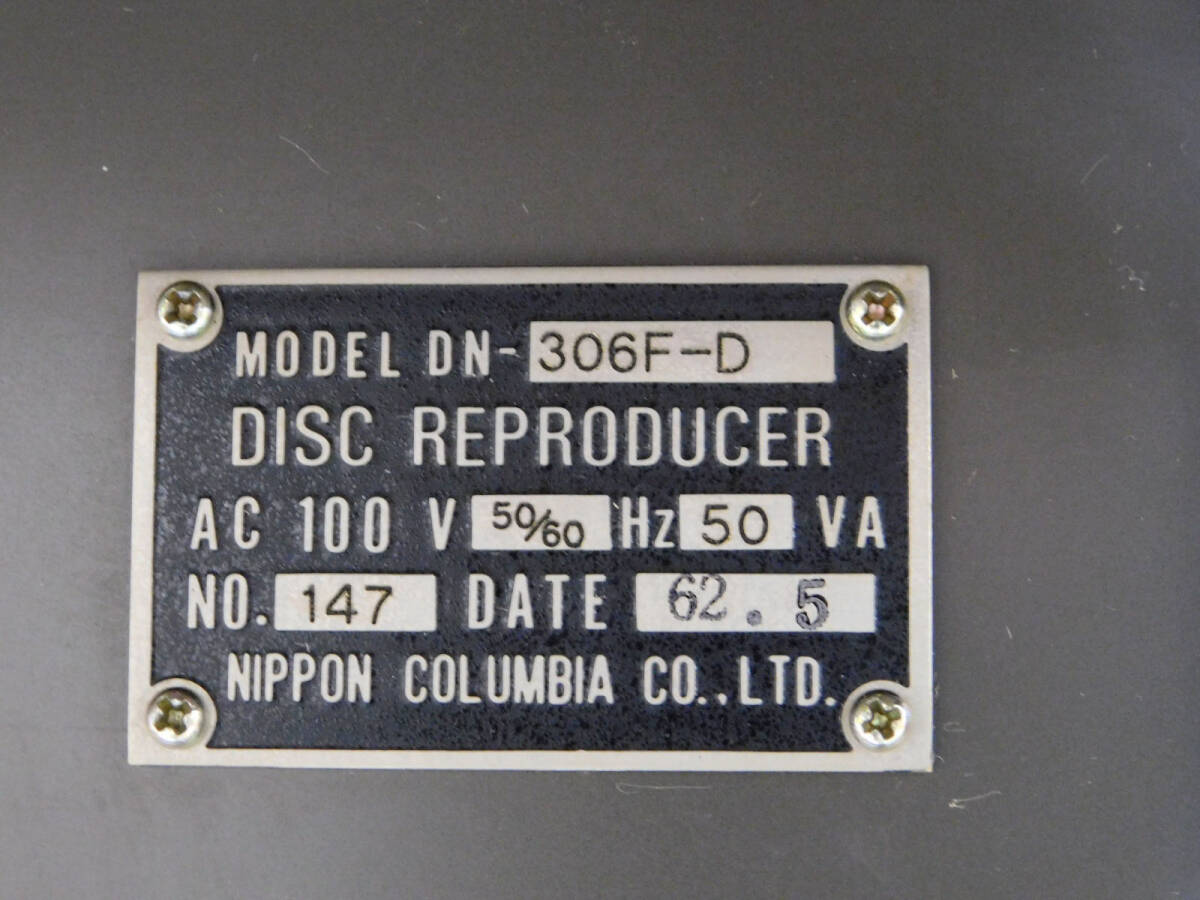 MODEL DN-306F-D
DISC REPRODUCER
AC 100 V 50/60 Hz 50 VA
NO. 147 DATE 62.5
NIPPON COLUMBIA CO.,LTD.